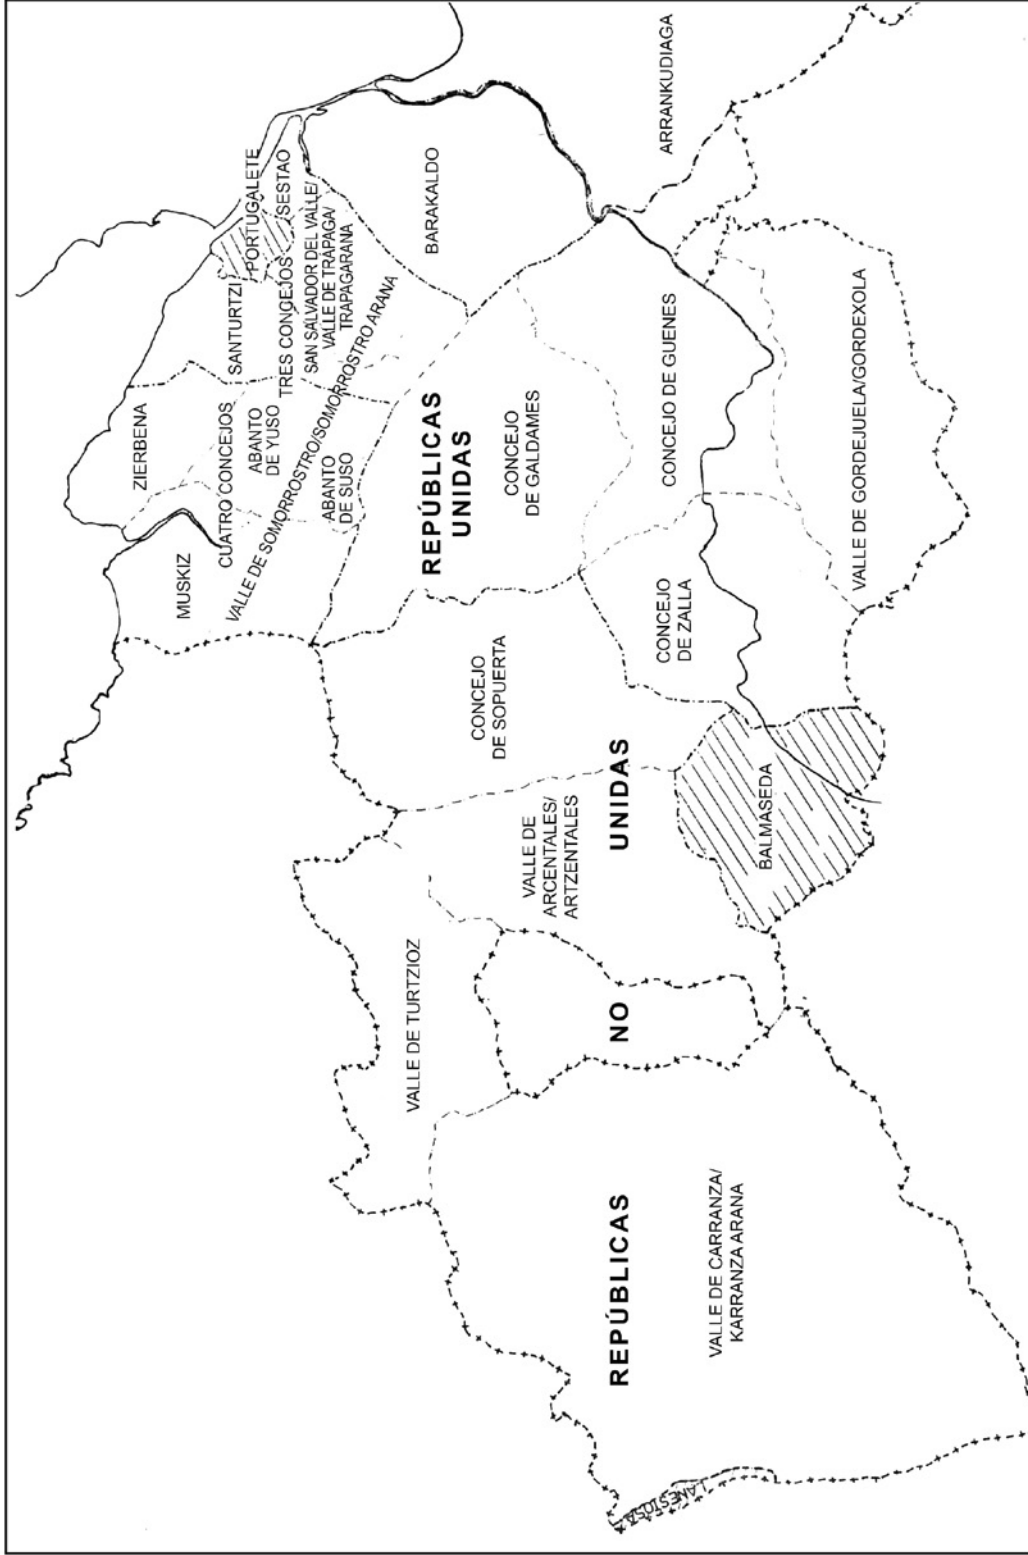 ZIERBENA
SANTURTZI
PORTUGALETE
MUSKIZ
CUATRO CONCEJOS
ABANTO
DE YUSO
TRES CONCEJOS
SESTAO
SAN SALVADOR DEL VALLE/
VALLE DE TRAPAGA/
TRAPAGARANA
VALLE DE SOMORROSTRO/SOMORROSTRO ARANA
ABANTO
DE SUSO
BARAKALDO
REPÚBLICAS
UNIDAS
VALLE DE TURTZIOZ
CONCEJO
DE SOPUERTA
CONCEJO
DE GALDAMES
VALLE DE
ARCENTALES/
ARTZENTALES
REPÚBLICAS
NO
UNIDAS
CONCEJO
DE ZALLA
CONCEJO DE GUENES
ARRANKUDIAGA
LANESTOSA
VALLE DE CARRANZA/
KARRANZA ARANA
BALMASEDA
VALLE DE GORDEJUELA/GORDEXOLA